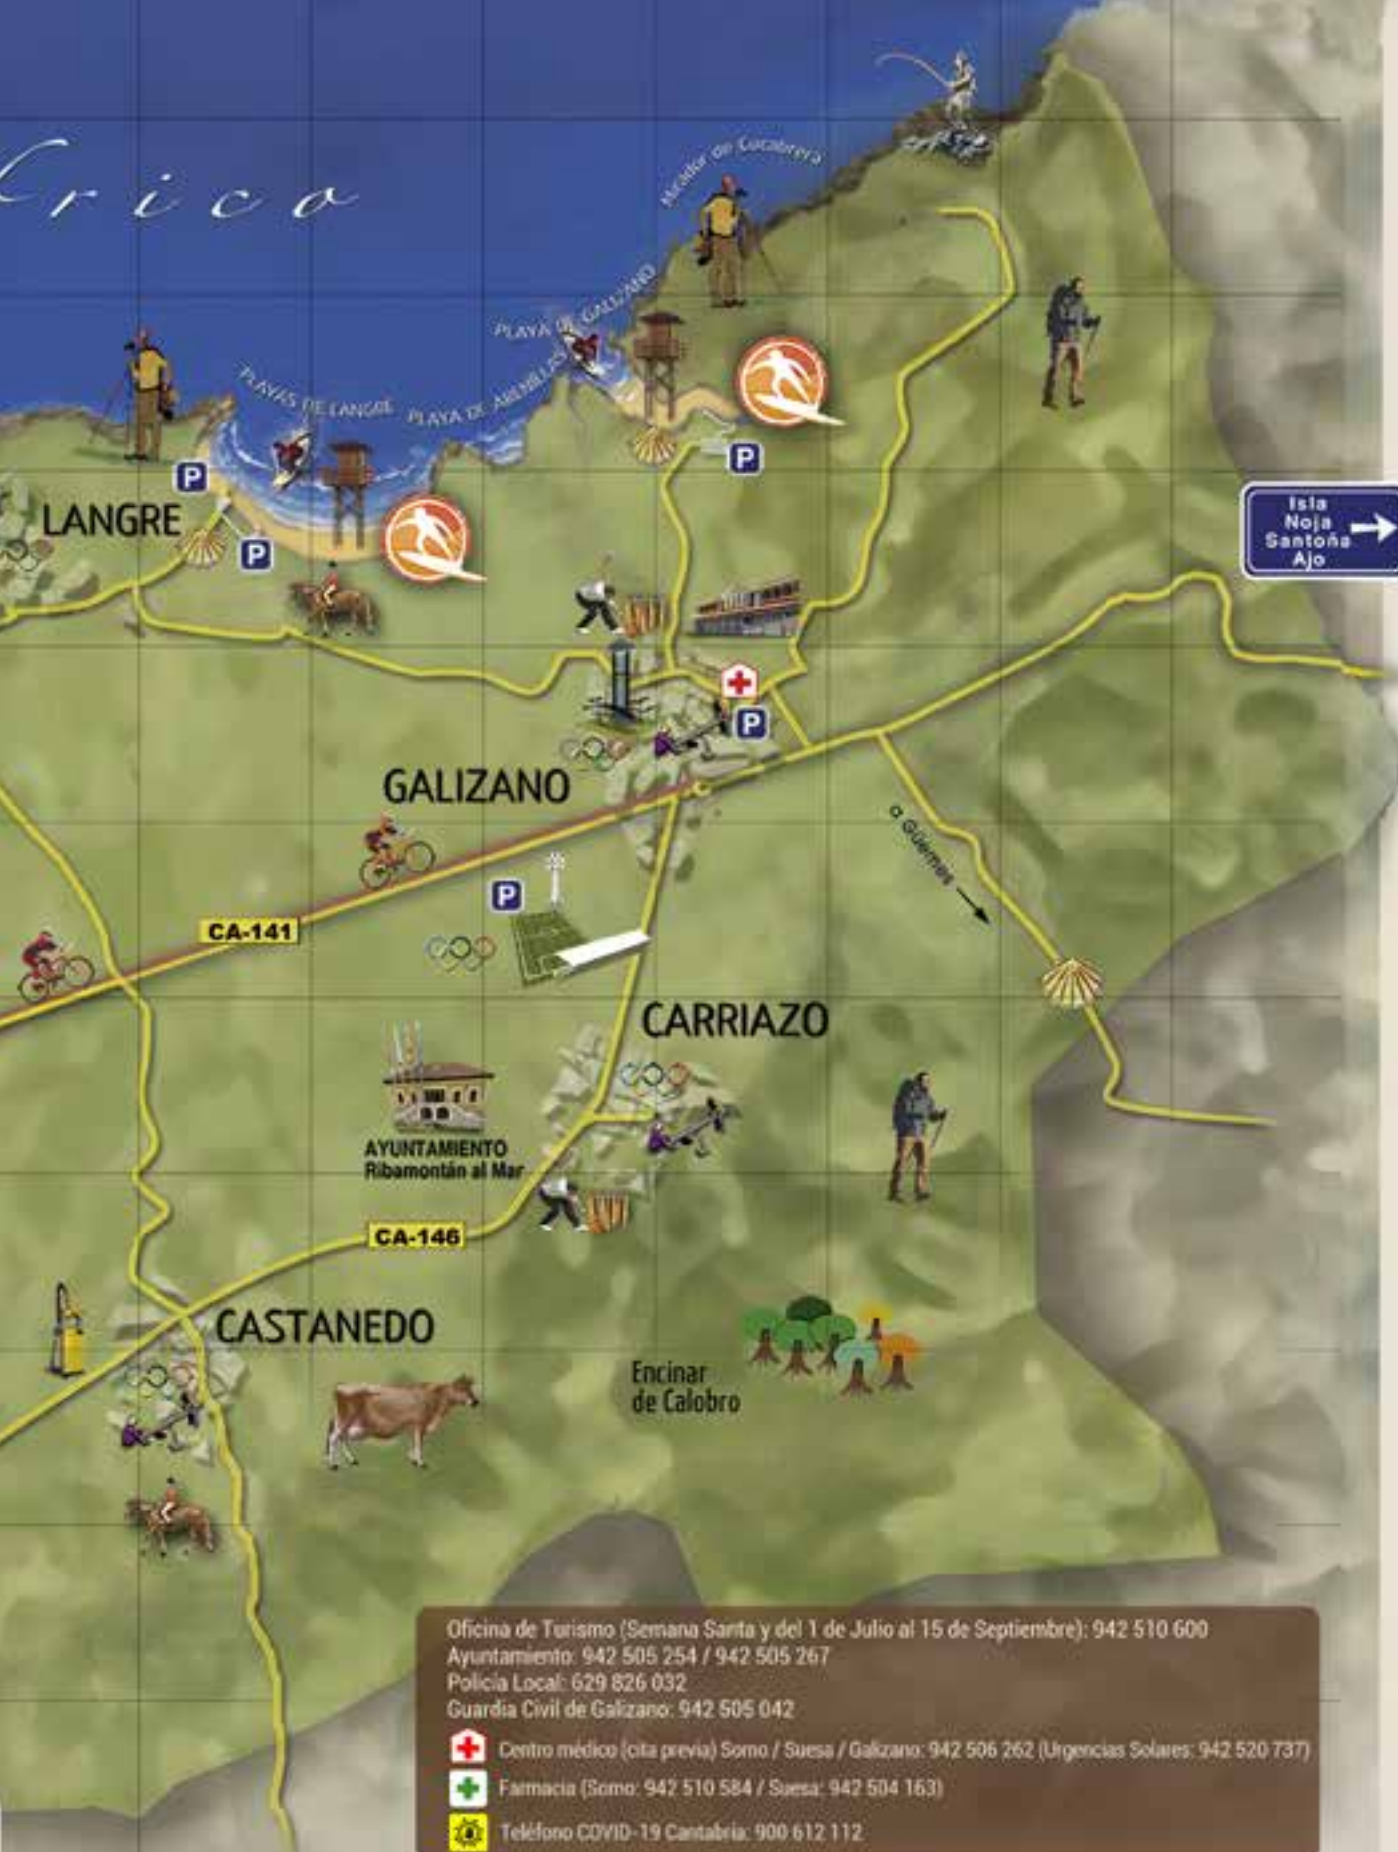 rico
Mirador de Cucabrera
PLAYA DE GALIZANO
PLAYAS DE LANGRE
PLAYA DE ARENILLAS
P
P
LANGRE
P
Isla
Noja
Santoña
Ajo
P
GALIZANO
a Güemes
P
CA-141
CARRIAZO
AYUNTAMIENTO
Ribamontán al Mar
CA-146
CASTANEDO
Encinar
de Calobro
Oficina de Turismo (Semana Santa y del 1 de Julio al 15 de Septiembre): 942 510 600
Ayuntamiento: 942 505 254 / 942 505 267
Policía Local: 629 826 032
Guardia Civil de Galizano: 942 505 042
Centro médico (cita previa) Somo / Suesa / Galizano: 942 506 262 (Urgencias Solares: 942 520 737)
Farmacia (Somo: 942 510 584 / Suesa: 942 504 163)
Teléfono COVID-19 Cantabria: 900 612 112